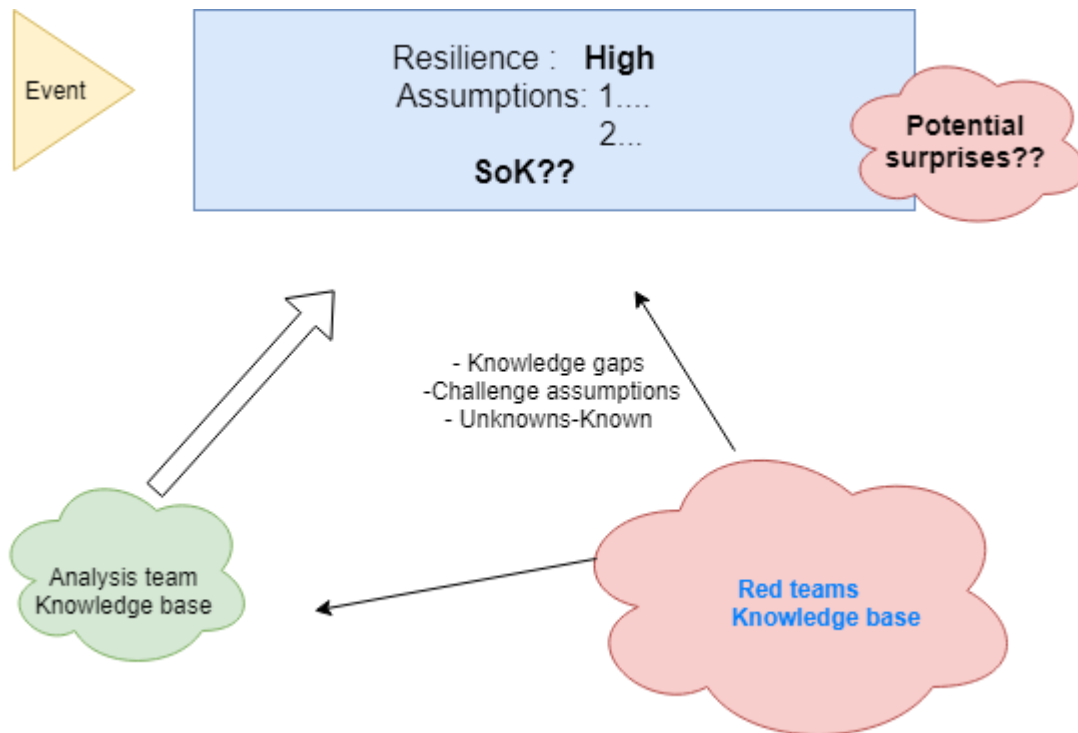 Event
Resilience : High
Assumptions: 1....
2...
SoK??
Potential
surprises??
- Knowledge gaps
-Challenge assumptions
- Unknowns-Known
Analysis team
Knowledge base
Red teams
Knowledge base